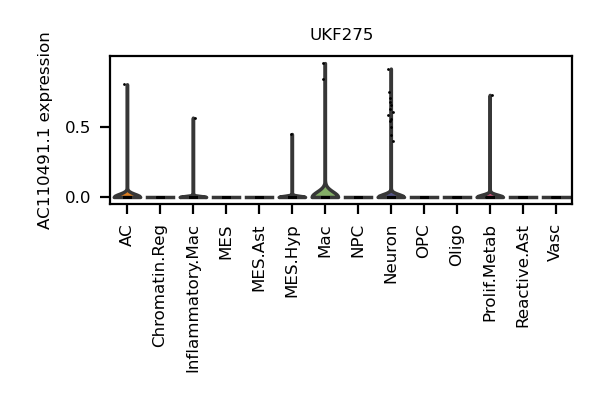 UKF275
AC110491.1 expression
0.5
0.0
AC
Chromatin.Reg
Inflammatory.Mac
MES
MES.Ast
MES.Hyp
Mac
NPC
Neuron
OPC
Oligo
Prolif.Metab
Reactive.Ast
Vasc